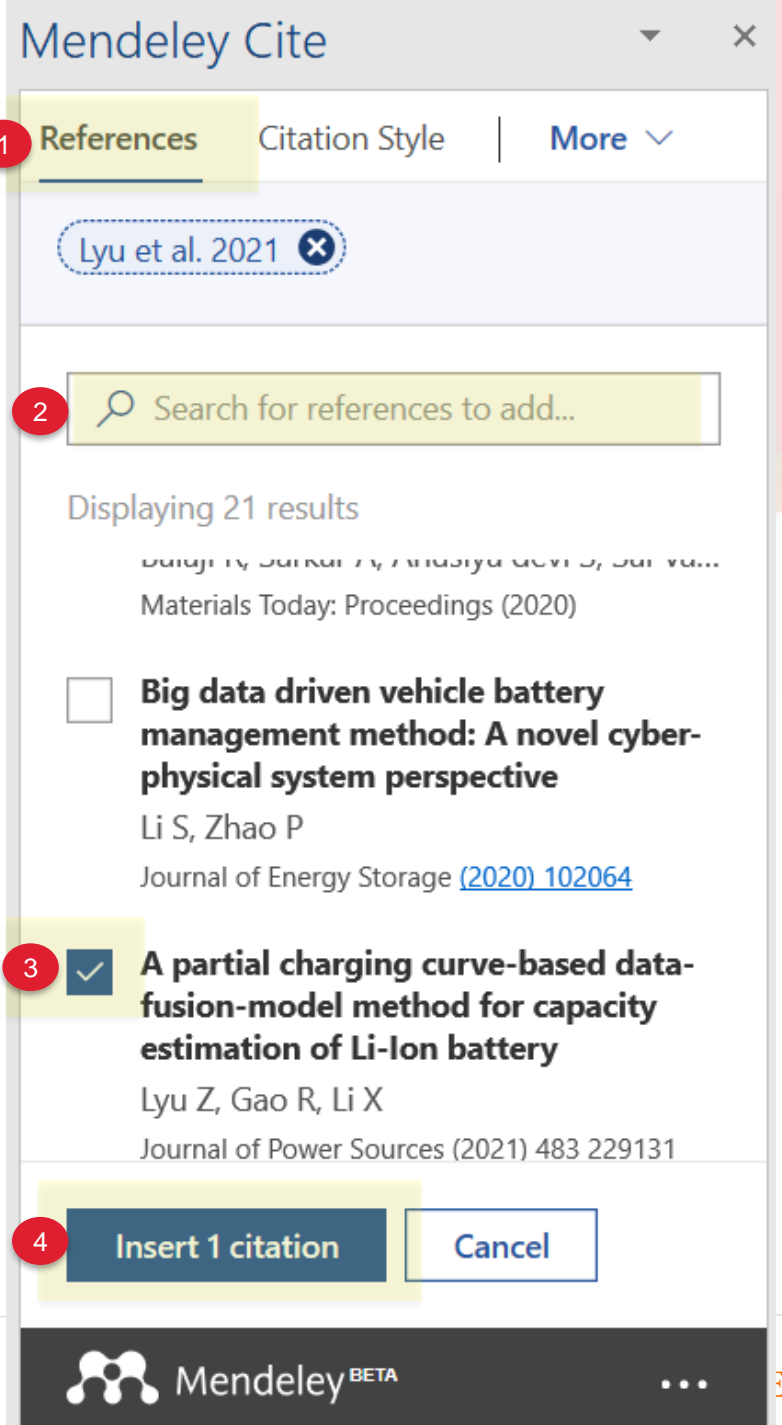 Mendeley Cite
1 References Citation Style More
Lyu et al. 2021
2 Search for references to add...
Displaying 21 results
Materials Today: Proceedings (2020)
Big data driven vehicle battery
management method: A novel cyber-
physical system perspective
Li S, Zhao P
Journal of Energy Storage (2020) 102064
3 A partial charging curve-based data-
fusion-model method for capacity
estimation of Li-Ion battery
Lyu Z, Gao R, Li X
Journal of Power Sources (2021) 483 229131
4 Insert 1 citation Cancel
Mendeley BETA